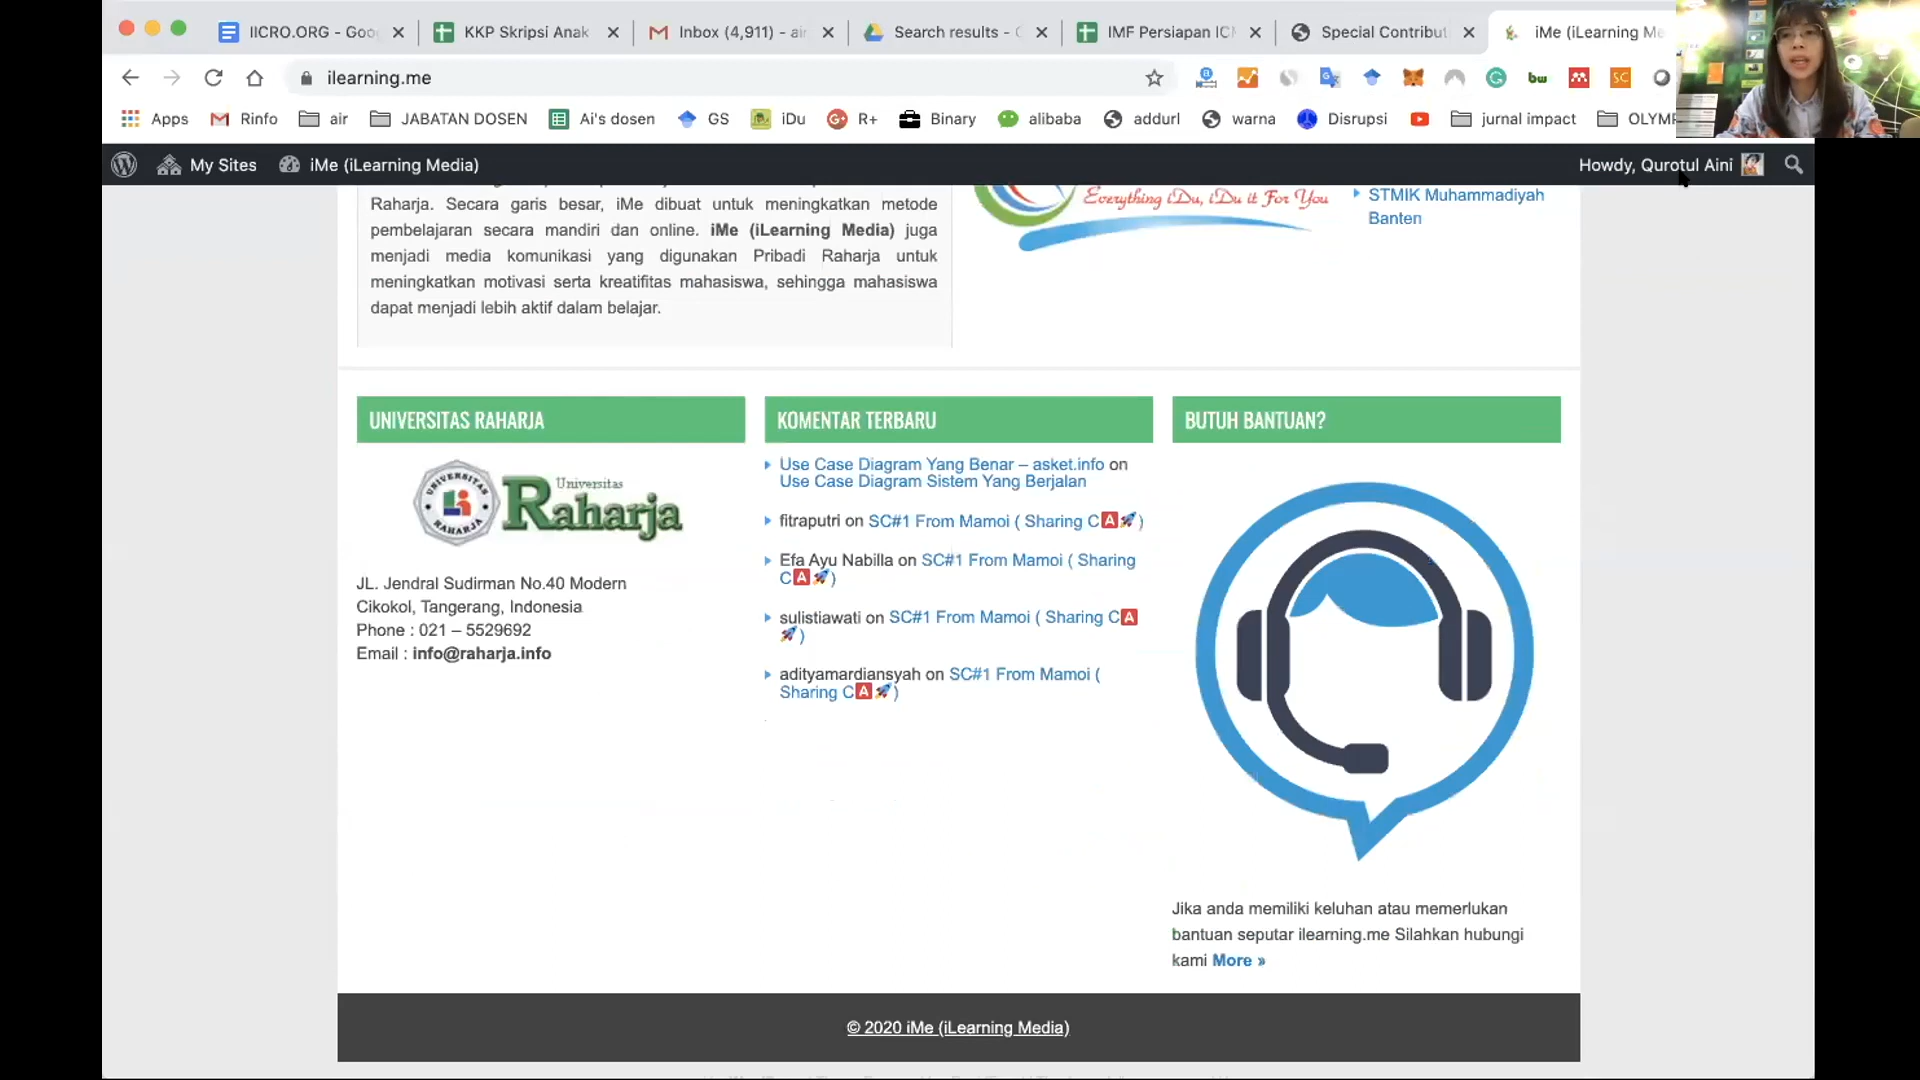 IICRO.ORG - Goo
KKP Skripsi Anak
Inbox (4,911) - air
Search results -
IMF Persiapan IC
Special Contribut
iMe (iLearning Me
ilearning.me
Apps
Rinfo
air
JABATAN DOSEN
Ai's dosen
GS
iDu
R+
Binary
alibaba
addurl
warna
Disrupsi
jurnal impact
OLYMP
My Sites
iMe (iLearning Media)
Howdy, Qurotul Aini
Raharja. Secara garis besar, iMe dibuat untuk meningkatkan metode
pembelajaran secara mandiri dan online. iMe (iLearning Media) juga
menjadi media komunikasi yang digunakan Pribadi Raharja untuk
meningkatkan motivasi serta kreatifitas mahasiswa, sehingga mahasiswa
dapat menjadi lebih aktif dalam belajar.
Everything iDu, iDu it For You
STMIK Muhammadiyah
Banten
UNIVERSITAS RAHARJA
UNIVERSITAS
RAHARJA
Universitas
Raharja
JL. Jendral Sudirman No.40 Modern
Cikokol, Tangerang, Indonesia
Phone : 021 – 5529692
Email : info@raharja.info
KOMENTAR TERBARU
Use Case Diagram Yang Benar – asket.info on
Use Case Diagram Sistem Yang Berjalan
fitraputri on SC#1 From Mamoi ( Sharing C🅰🚀)
Efa Ayu Nabilla on SC#1 From Mamoi ( Sharing
C🅰🚀)
sulistiawati on SC#1 From Mamoi ( Sharing C🅰
🚀)
adityamardiansyah on SC#1 From Mamoi (
Sharing C🅰🚀)
BUTUH BANTUAN?
Jika anda memiliki keluhan atau memerlukan
bantuan seputar ilearning.me Silahkan hubungi
kami More »
© 2020 iMe (iLearning Media)